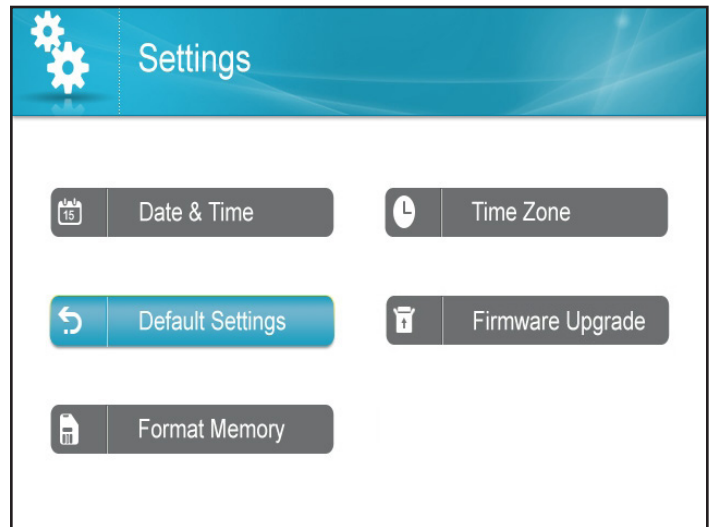 Settings
15
Date & Time
Time Zone
Default Settings
Firmware Upgrade
Format Memory